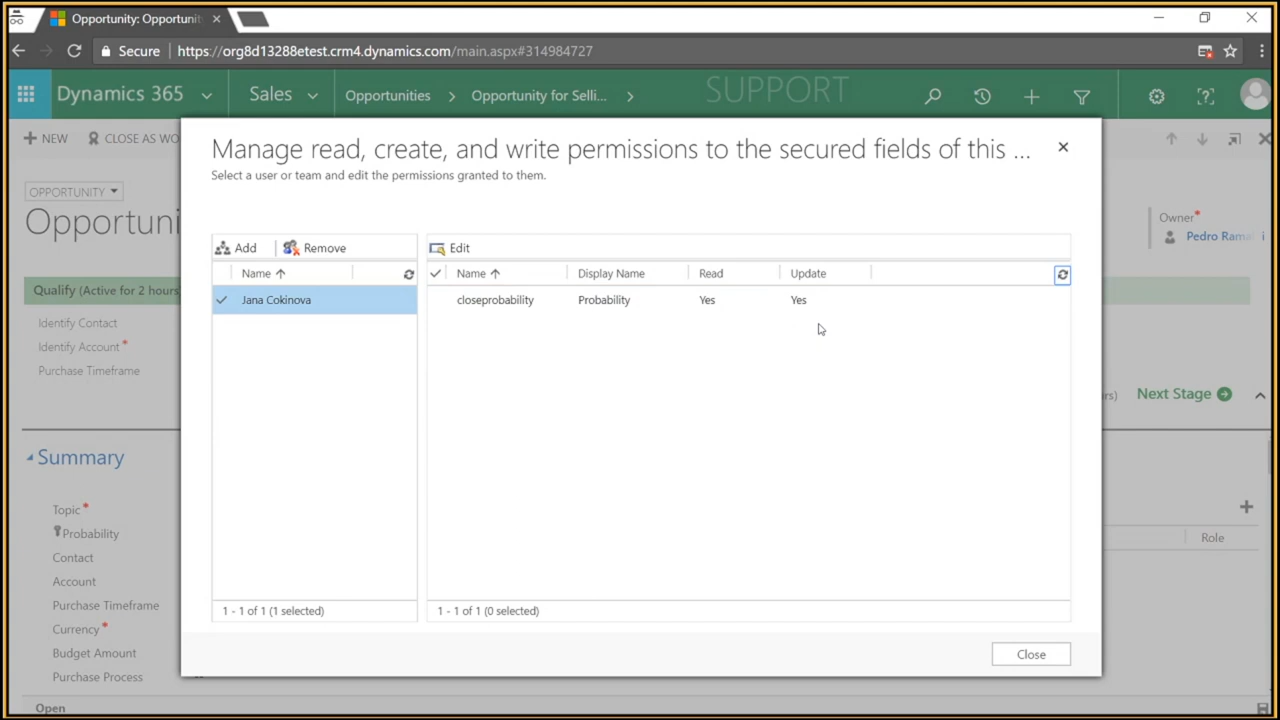 Opportunity: Opportunit
Secure | https://org8d13288etest.crm4.dynamics.com/main.aspx#314984727
Dynamics 365 Sales Opportunities > Opportunity for Selli... > SUPPORT
NEW CLOSE AS WO
Manage read, create, and write permissions to the secured fields of this ...
Select a user or team and edit the permissions granted to them.
OPPORTUNITY
Opportuni
Owner*
Pedro Rama
Add Remove
Edit
Name
Name Display Name Read Update
Jana Cokinova
closeprobability Probability Yes Yes
Qualify (Active for 2 hours
Identify Contact
Identify Account *
Purchase Timeframe
rs) Next Stage
Summary
Topic*
Probability
Contact
Account
Purchase Timeframe
Currency*
Budget Amount
Purchase Process
Role
1 - 1 of 1 (1 selected)
1 - 1 of 1 (0 selected)
Close
Open